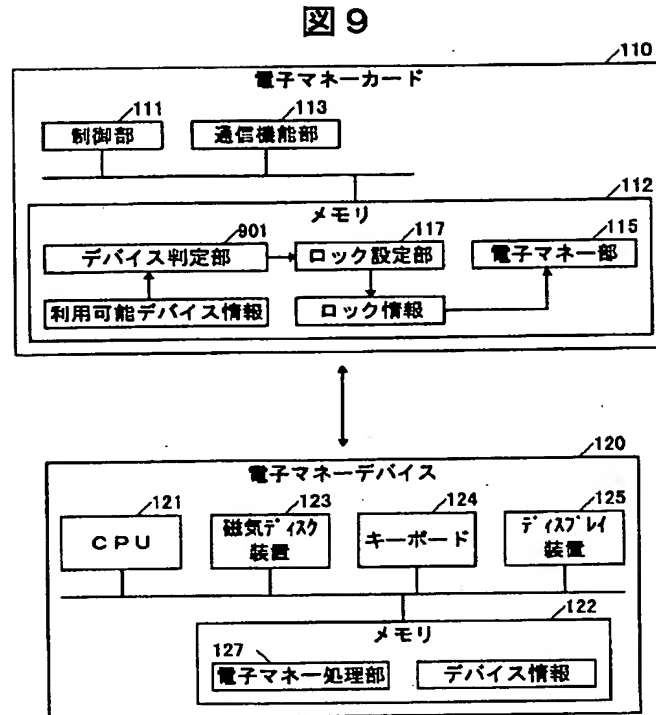 図9
110
電子マネーカード
111
113
制御部
通信機能部
112
メモリ
901
117
115
デバイス判定部
ロック設定部
電子マネー部
利用可能デバイス情報
ロック情報
120
電子マネーデバイス
121
123
124
125
CPU
磁気ディスク
装置
キーボード
ディスプレイ
装置
122
メモリ
127
電子マネー処理部
デバイス情報